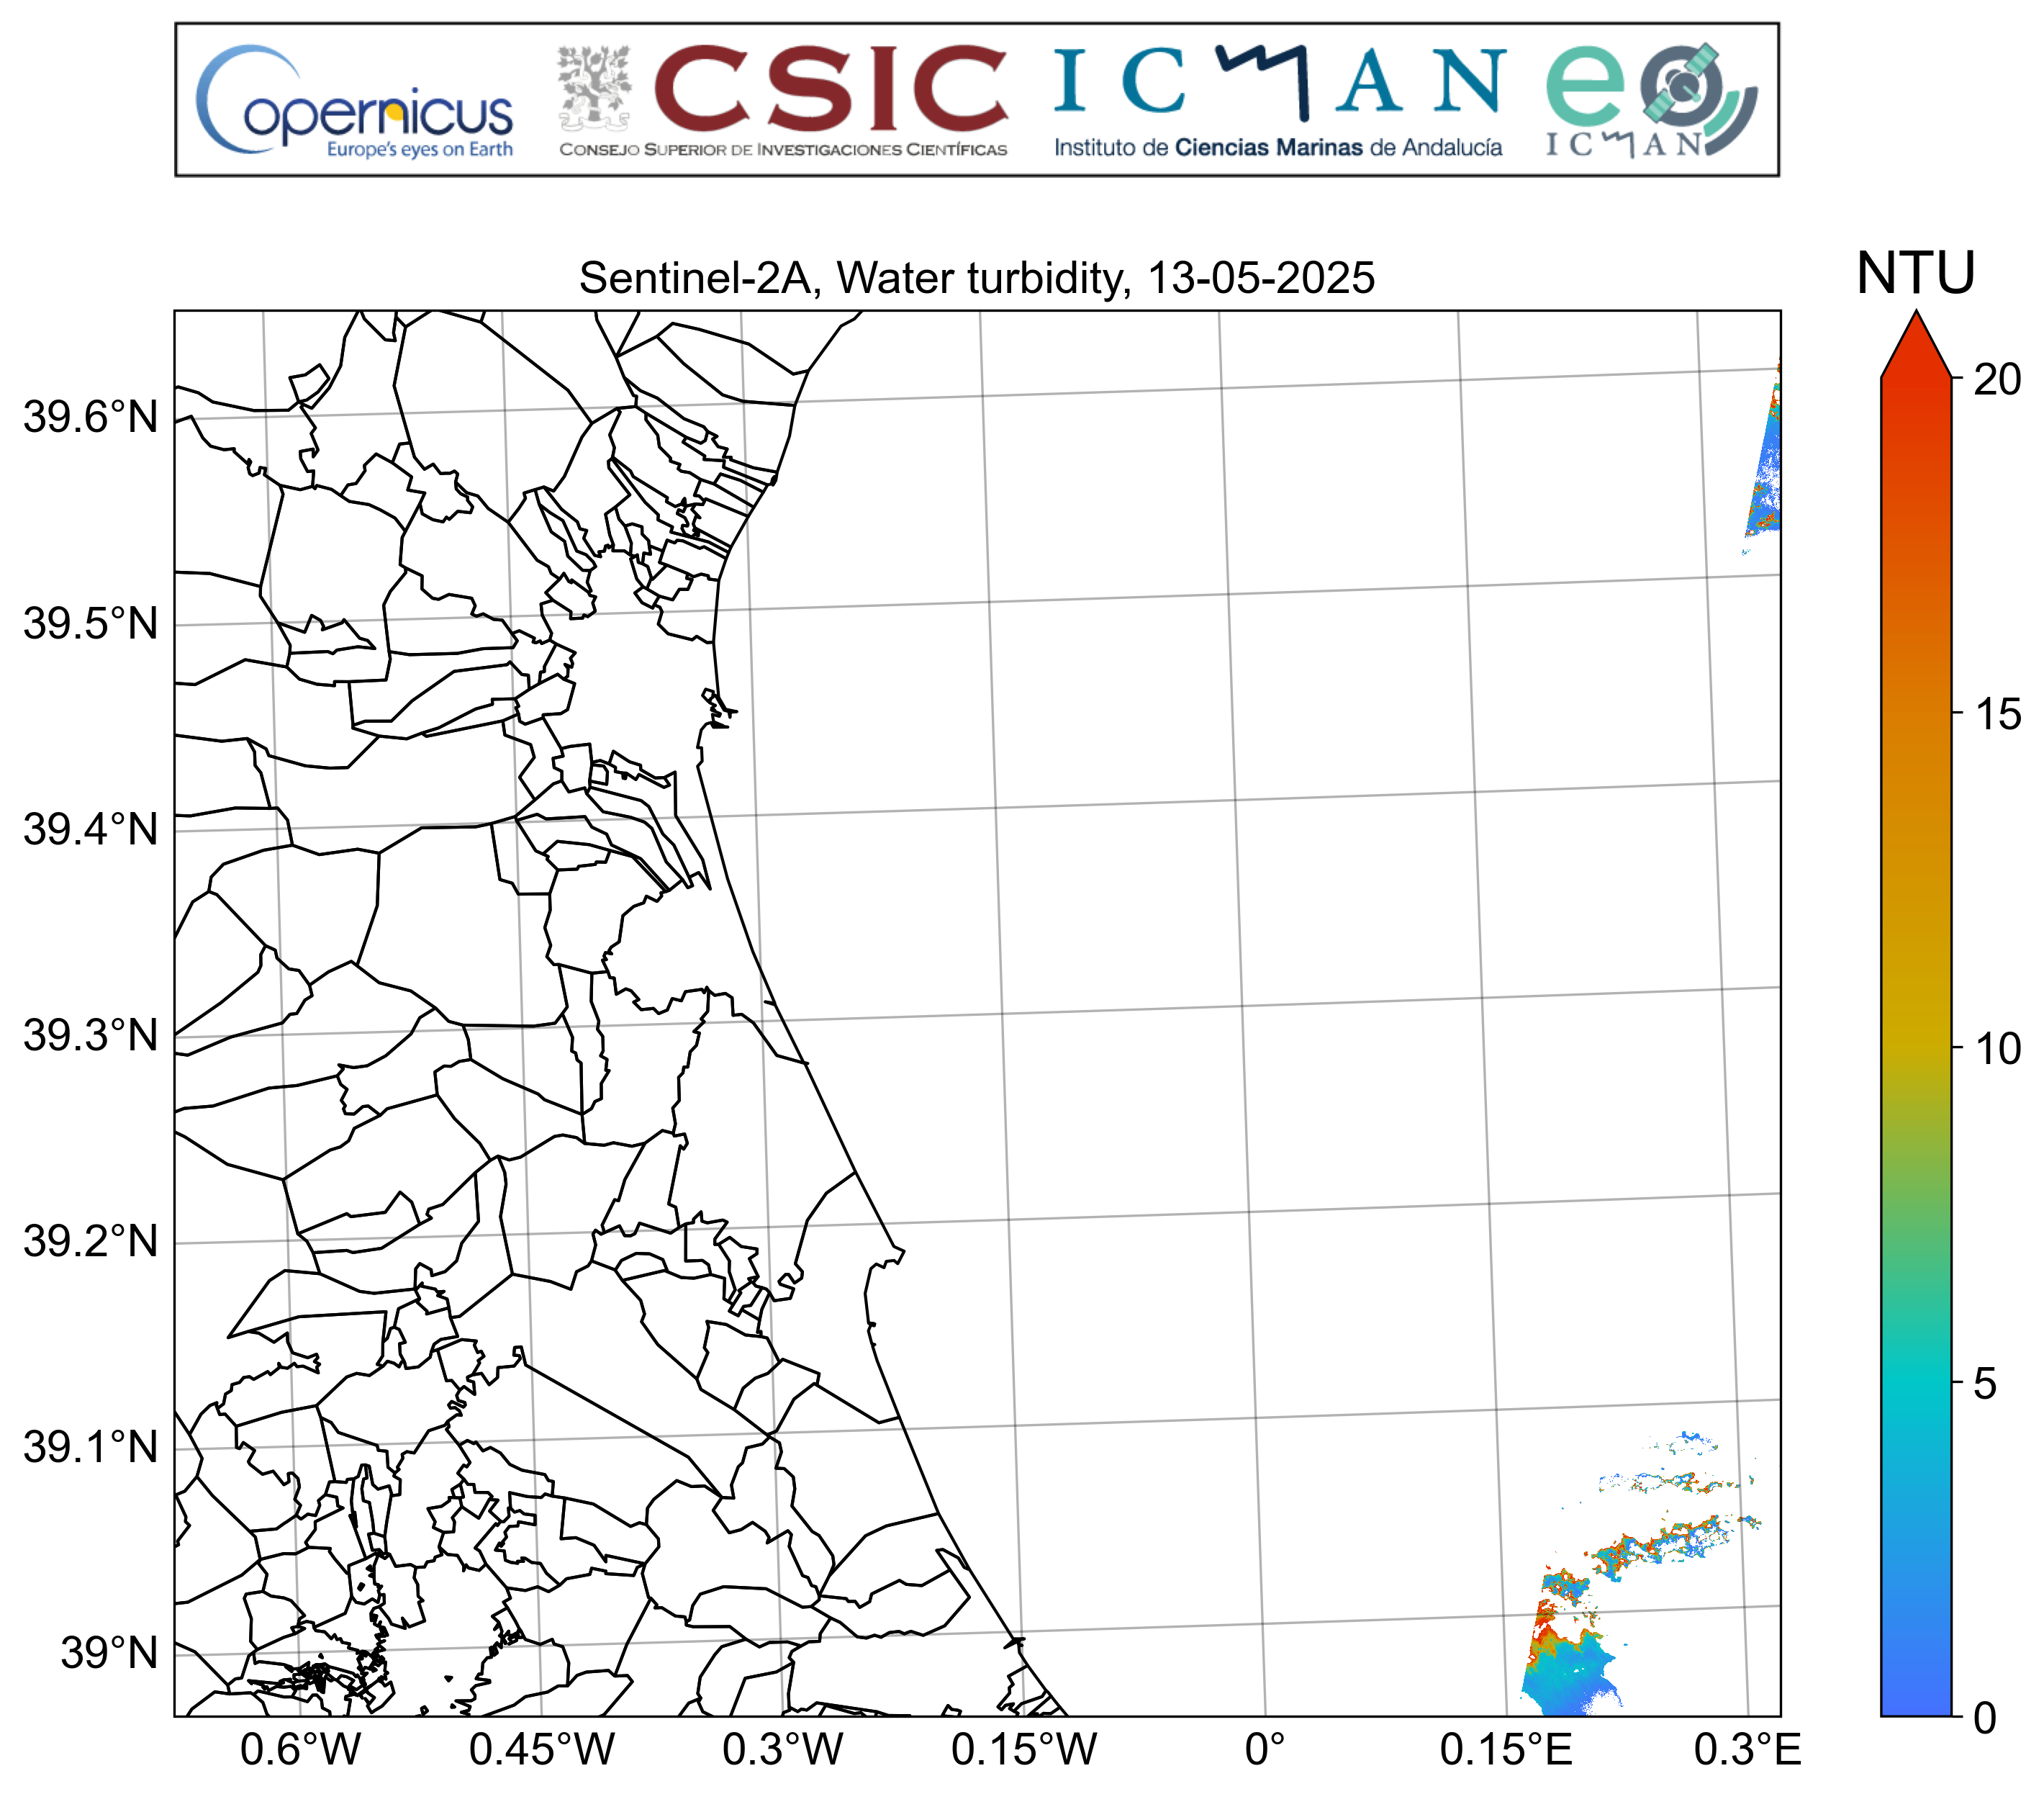 Copernicus
Europe's eyes on Earth
CSIC
CONSEJO SUPERIOR DE INVESTIGACIONES CIENTÍFICAS
ICMAN
Instituto de Ciencias Marinas de Andalucía
eo
ICMAN
Sentinel-2A, Water turbidity, 13-05-2025
NTU
20
15
10
5
0
39.6°N
39.5°N
39.4°N
39.3°N
39.2°N
39.1°N
39°N
0.6°W 0.45°W 0.3°W 0.15°W 0° 0.15°E 0.3°E